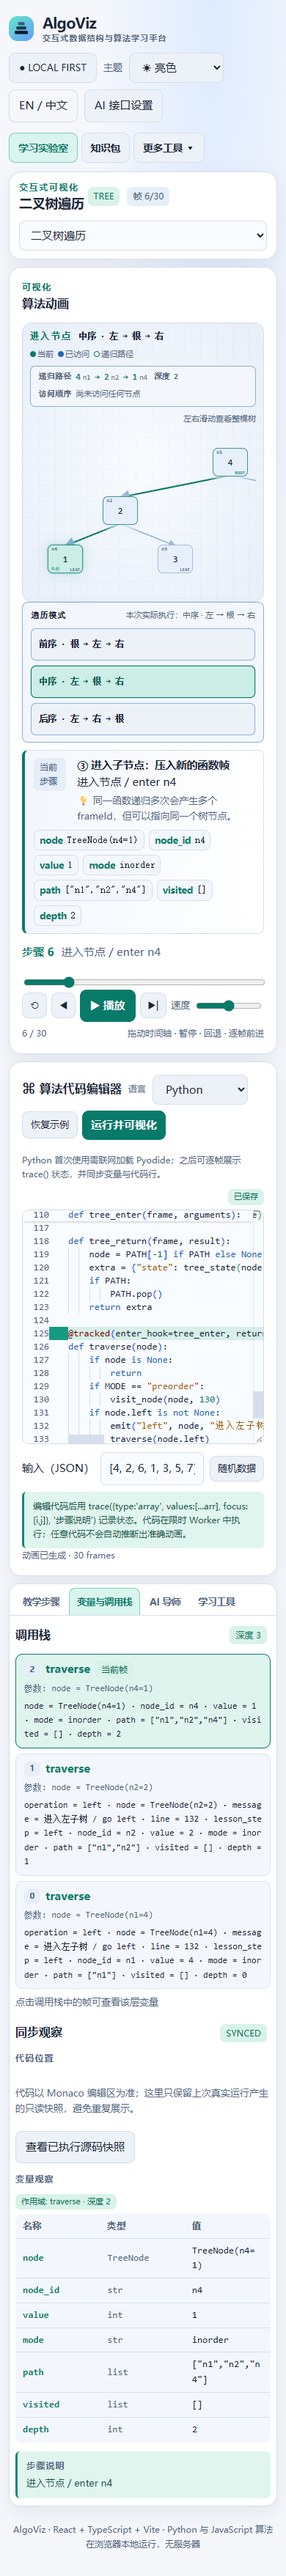 AlgoViz
交互式数据结构与算法学习平台
● LOCAL FIRST 主题 ☀ 亮色
EN / 中文 AI 接口设置
学习实验室 知识包 更多工具 ▾
交互式可视化
二叉树遍历 TREE 帧 6/30
二叉树遍历
可视化
算法动画
进入节点 中序 · 左 → 根 → 右
当前 已访问 递归路径
递归路径 4 n1 → 2 n2 → 1 n4 深度 2
访问顺序 尚未访问任何节点
左右滑动查看整棵树
n1
4
ROOT
n2
2
n4
1
LEAF
n5
3
LEAF
遍历模式 本次实际执行: 中序 · 左 → 根 → 右
前序 · 根 → 左 → 右
中序 · 左 → 根 → 右
后序 · 左 → 右 → 根
当前步骤
③ 进入子节点：压入新的函数帧
进入节点 / enter n4
💡 同一函数递归多次会产生多个
frameId，但可以指向同一个树节点。
node TreeNode(n4=1) node_id n4
value 1 mode inorder
path ["n1","n2","n4"] visited []
depth 2
步骤 6 进入节点 / enter n4
▶ 播放 速度
6 / 30 拖动时间轴 · 暂停 · 回退 · 逐帧前进
⌘ 算法代码编辑器 语言 Python
恢复示例 运行并可视化
Python 首次使用需联网加载 Pyodide；之后可逐帧展示
trace() 状态，并同步变量与代码行。
已保存
110 def tree_enter(frame, arguments):
117
118 def tree_return(frame, result):
119 node = PATH[-1] if PATH else None
120 extra = {"state": tree_state(node
121 if PATH:
122 PATH.pop()
123 return extra
124
125 @tracked(enter_hook=tree_enter, retur
126 def traverse(node):
127 if node is None:
128 return
129 if MODE == "preorder":
130 visit_node(node, 130)
131 if node.left is not None:
132 emit("left", node, "进入左子树
133 traverse(node.left)
输入（JSON） [4, 2, 6, 1, 3, 5, 7] 随机数据
编辑代码后用 trace({type:'array', values:[...arr], focus:
[i,j]}, '步骤说明') 记录状态。代码在限时 Worker 中执
行；任意代码不会自动推断出准确动画。
动画已生成 · 30 frames
教学步骤 变量与调用栈 AI 导师 学习工具
调用栈 深度 3
2 traverse 当前帧
参数: node = TreeNode(n4=1)
node = TreeNode(n4=1) · node_id = n4 · value = 1
· mode = inorder · path = ["n1","n2","n4"] · visi
ted = [] · depth = 2
1 traverse
参数: node = TreeNode(n2=2)
operation = left · node = TreeNode(n2=2) · messag
e = 进入左子树 / go left · line = 132 · lesson_ste
p = left · node_id = n2 · value = 2 · mode = inor
der · path = ["n1","n2"] · visited = [] · depth =
1
0 traverse
参数: node = TreeNode(n1=4)
operation = left · node = TreeNode(n1=4) · messag
e = 进入左子树 / go left · line = 132 · lesson_ste
p = left · node_id = n1 · value = 4 · mode = inor
der · path = ["n1"] · visited = [] · depth = 0
点击调用栈中的帧可查看该层变量
同步观察 SYNCED
代码位置
代码以 Monaco 编辑区为准；这里只保留上次真实运行产生
的只读快照，避免重复展示。
查看已执行源码快照
变量观察
作用域: traverse · 深度 2
名称 类型 值
node TreeNode TreeNode(n4=
1)
node_id str n4
value int 1
mode str inorder
path list ["n1","n2","n
4"]
visited list []
depth int 2
步骤说明
进入节点 / enter n4
AlgoViz · React + TypeScript + Vite · Python 与 JavaScript 算法
在浏览器本地运行，无服务器